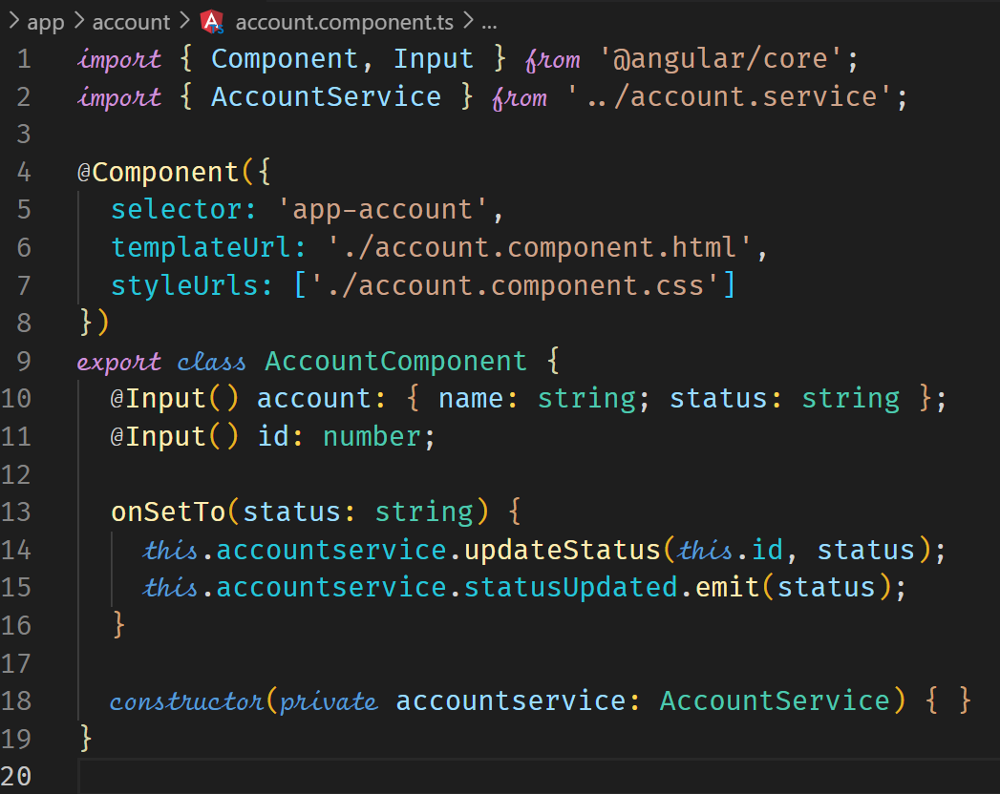 > app > account > account.component.ts > ...
1 import { Component, Input } from '@angular/core';
2 import { AccountService } from '../account.service';
3
4 @Component({
5   selector: 'app-account',
6   templateUrl: './account.component.html',
7   styleUrls: ['./account.component.css']
8 })
9 export class AccountComponent {
10   @Input() account: { name: string; status: string };
11   @Input() id: number;
12
13   onSetTo(status: string) {
14     this.accountservice.updateStatus(this.id, status);
15     this.accountservice.statusUpdated.emit(status);
16   }
17
18   constructor(private accountservice: AccountService) { }
19 }
20